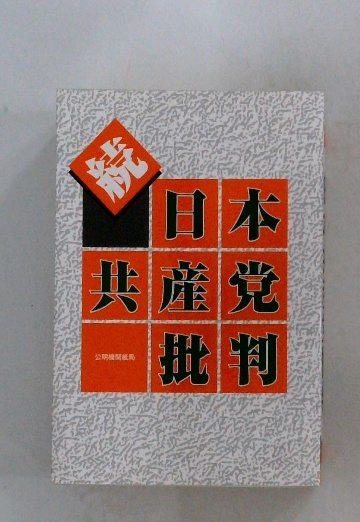 続
日本
共産党
批判
公明機関紙局